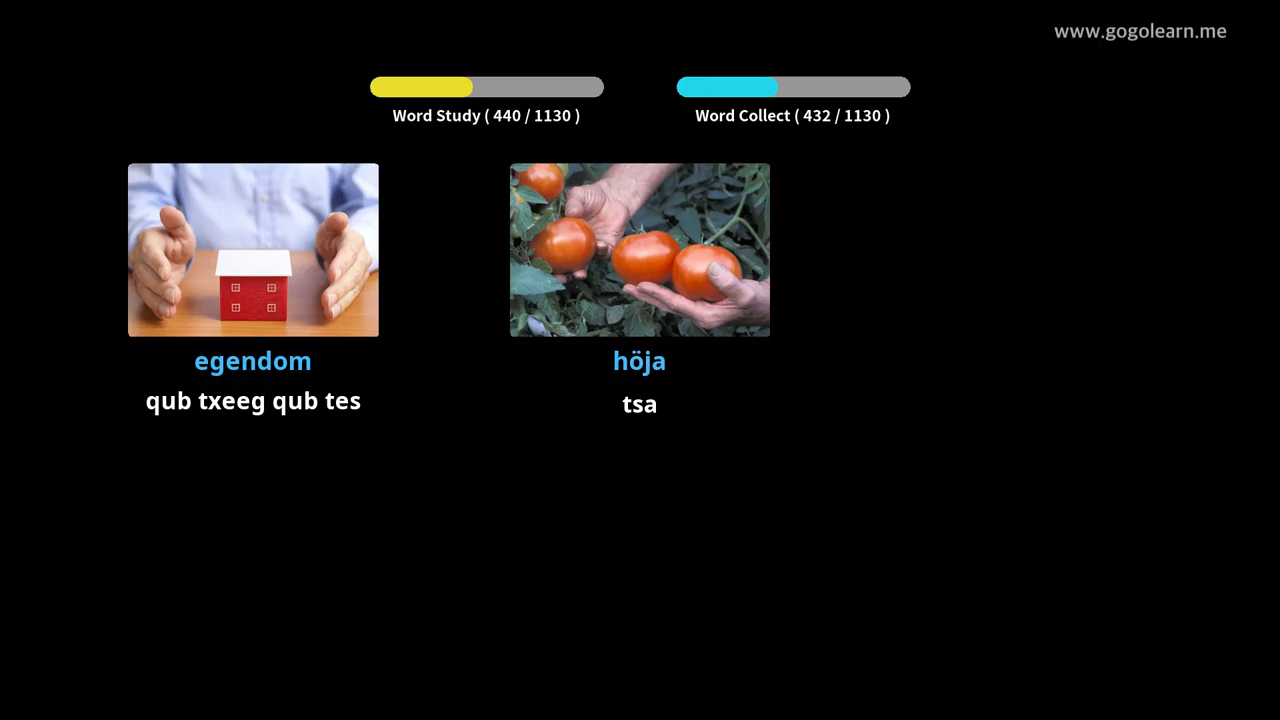 www.gogolearn.me
Word Study ( 440 / 1130 )
Word Collect ( 432 / 1130 )
egendom
qub txeeg qub tes
höja
tsa